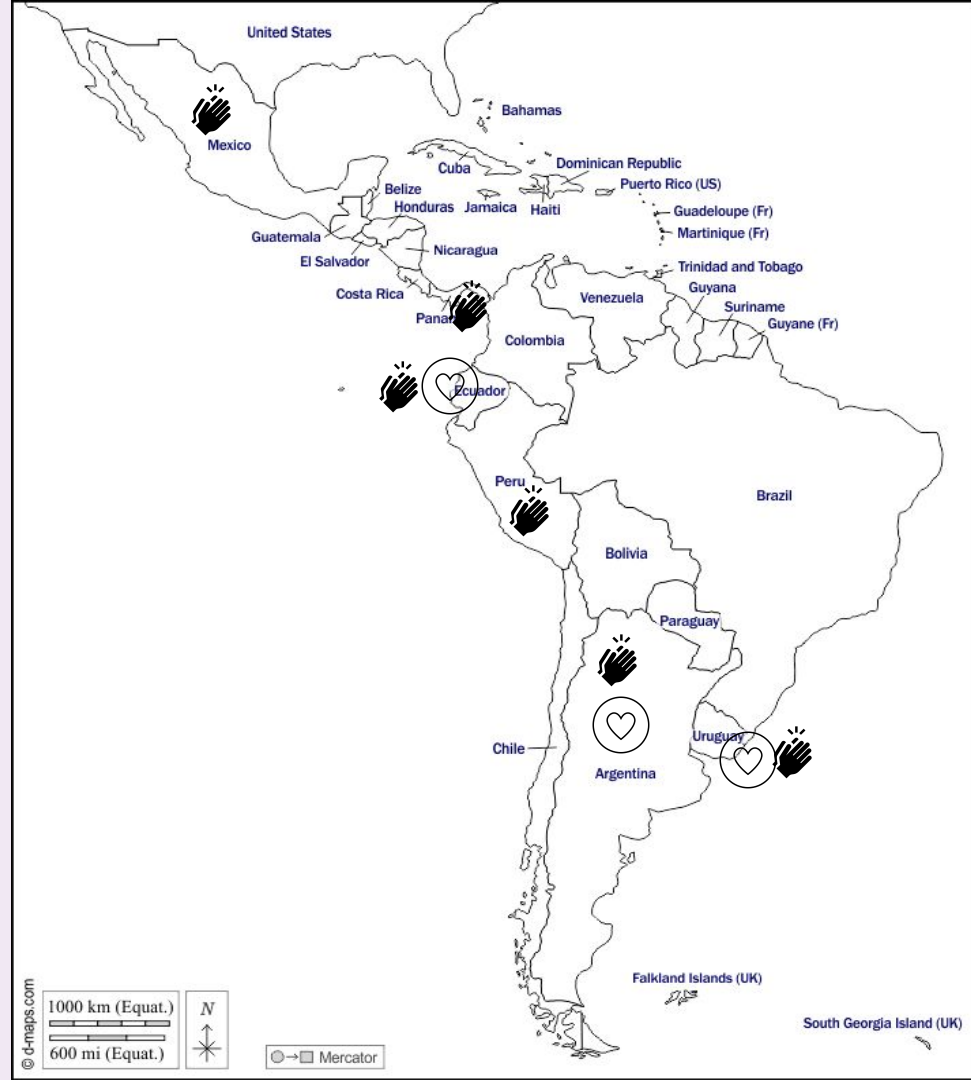 United States
Bahamas
Mexico
Cuba
Dominican Republic
Puerto Rico (US)
Belize
Honduras
Jamaica
Haiti
Guadeloupe (Fr)
Martinique (Fr)
Guatemala
El Salvador
Nicaragua
Costa Rica
Trinidad and Tobago
Guyana
Venezuela
Suriname
Guyane (Fr)
Colombia
Ecuador
Peru
Brazil
Bolivia
Paraguay
Uruguay
Chile
Argentina
Falkland Islands (UK)
South Georgia Island (UK)
© d-maps.com
1000 km (Equat.)
600 mi (Equat.)
N
Mercator